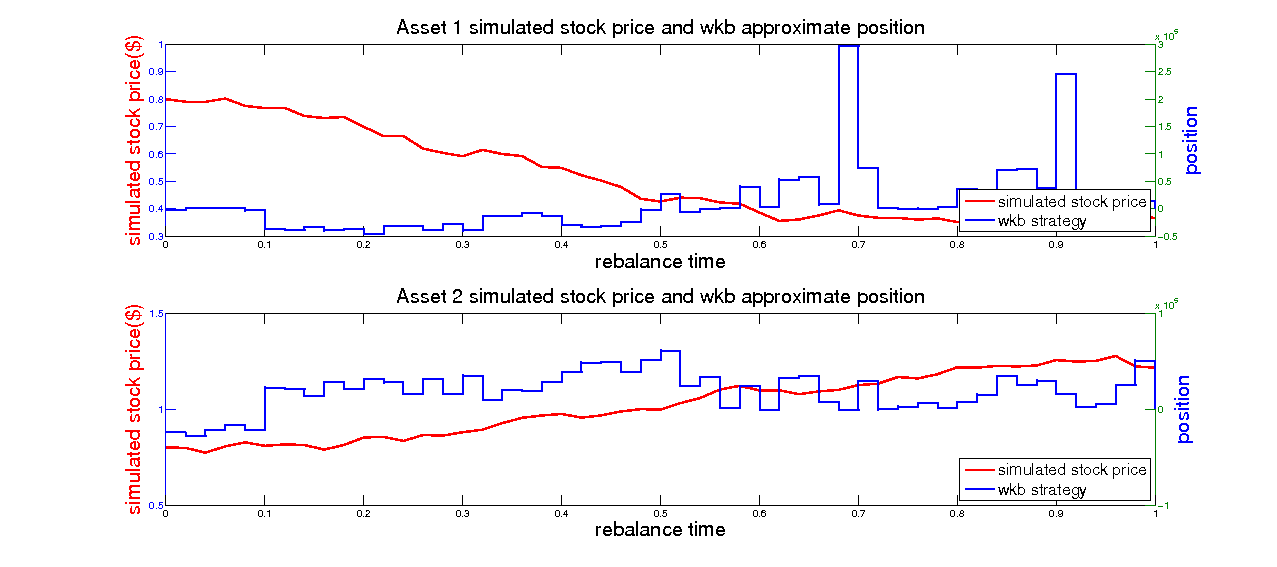 Asset 1 simulated stock price and wkb approximate position
simulated stock price($)
1
0.9
0.8
0.7
0.6
0.5
0.4
0.3
x 10
3
2.5
2
1.5
1
0.5
0
-0.5
position
simulated stock price
wkb strategy
0 0.1 0.2 0.3 0.4 0.5 0.6 0.7 0.8 0.9 1
rebalance time
Asset 2 simulated stock price and wkb approximate position
simulated stock price($)
1.5
1
0.5
x 10
1
0
-1
position
simulated stock price
wkb strategy
0 0.1 0.2 0.3 0.4 0.5 0.6 0.7 0.8 0.9 1
rebalance time